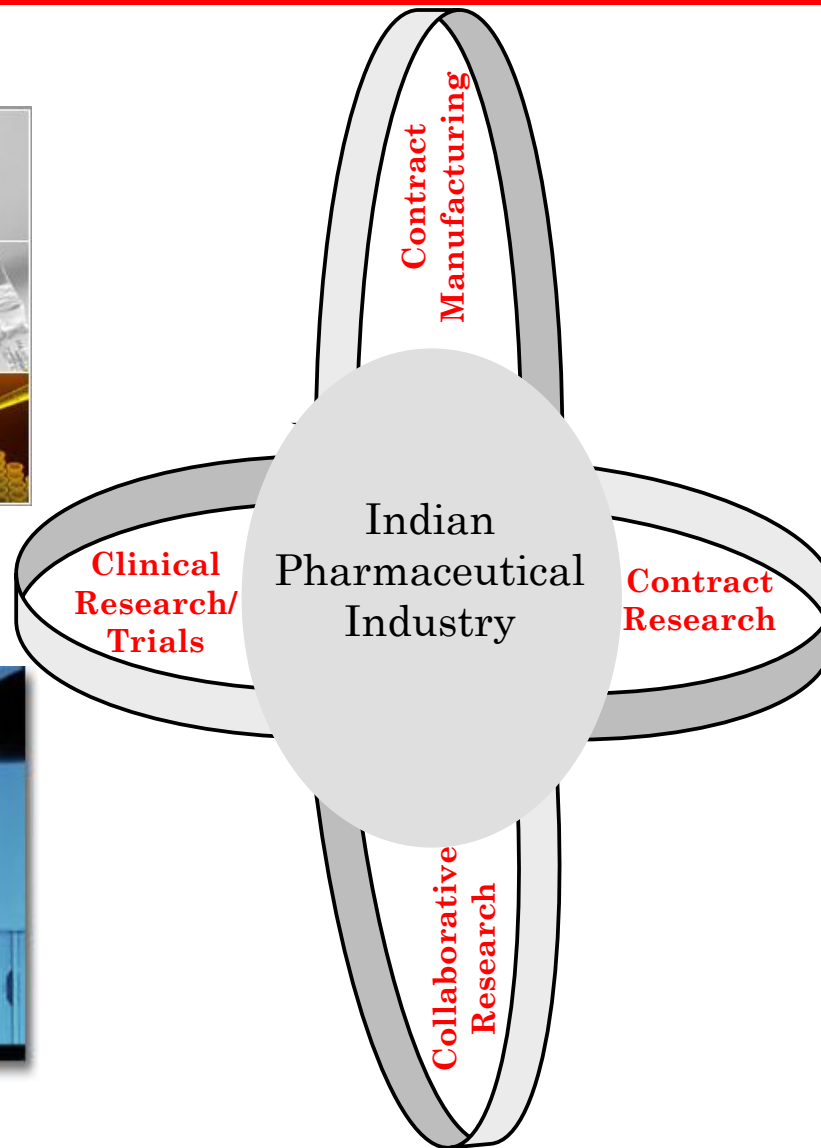 Contract
Manufacturing
Clinical
Research/
Trials
Indian
Pharmaceutical
Industry
Contract
Research
Collaborative
Research